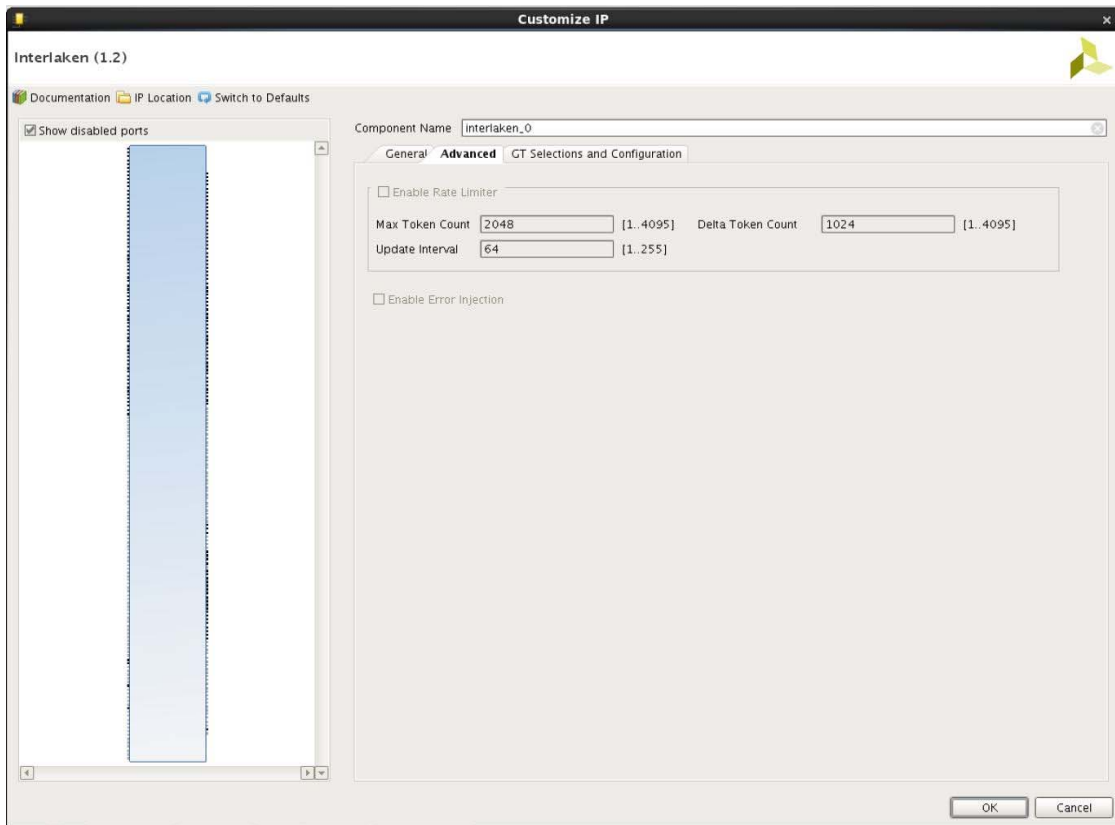 Customize IP
Interlaken (1.2)
Documentation IP Location Switch to Defaults
Show disabled ports
Component Name interlaken_0
General Advanced GT Selections and Configuration
Enable Rate Limiter
Max Token Count 2048 [1..4095] Delta Token Count 1024 [1..4095]
Update Interval 64 [1..255]
Enable Error Injection
OK Cancel